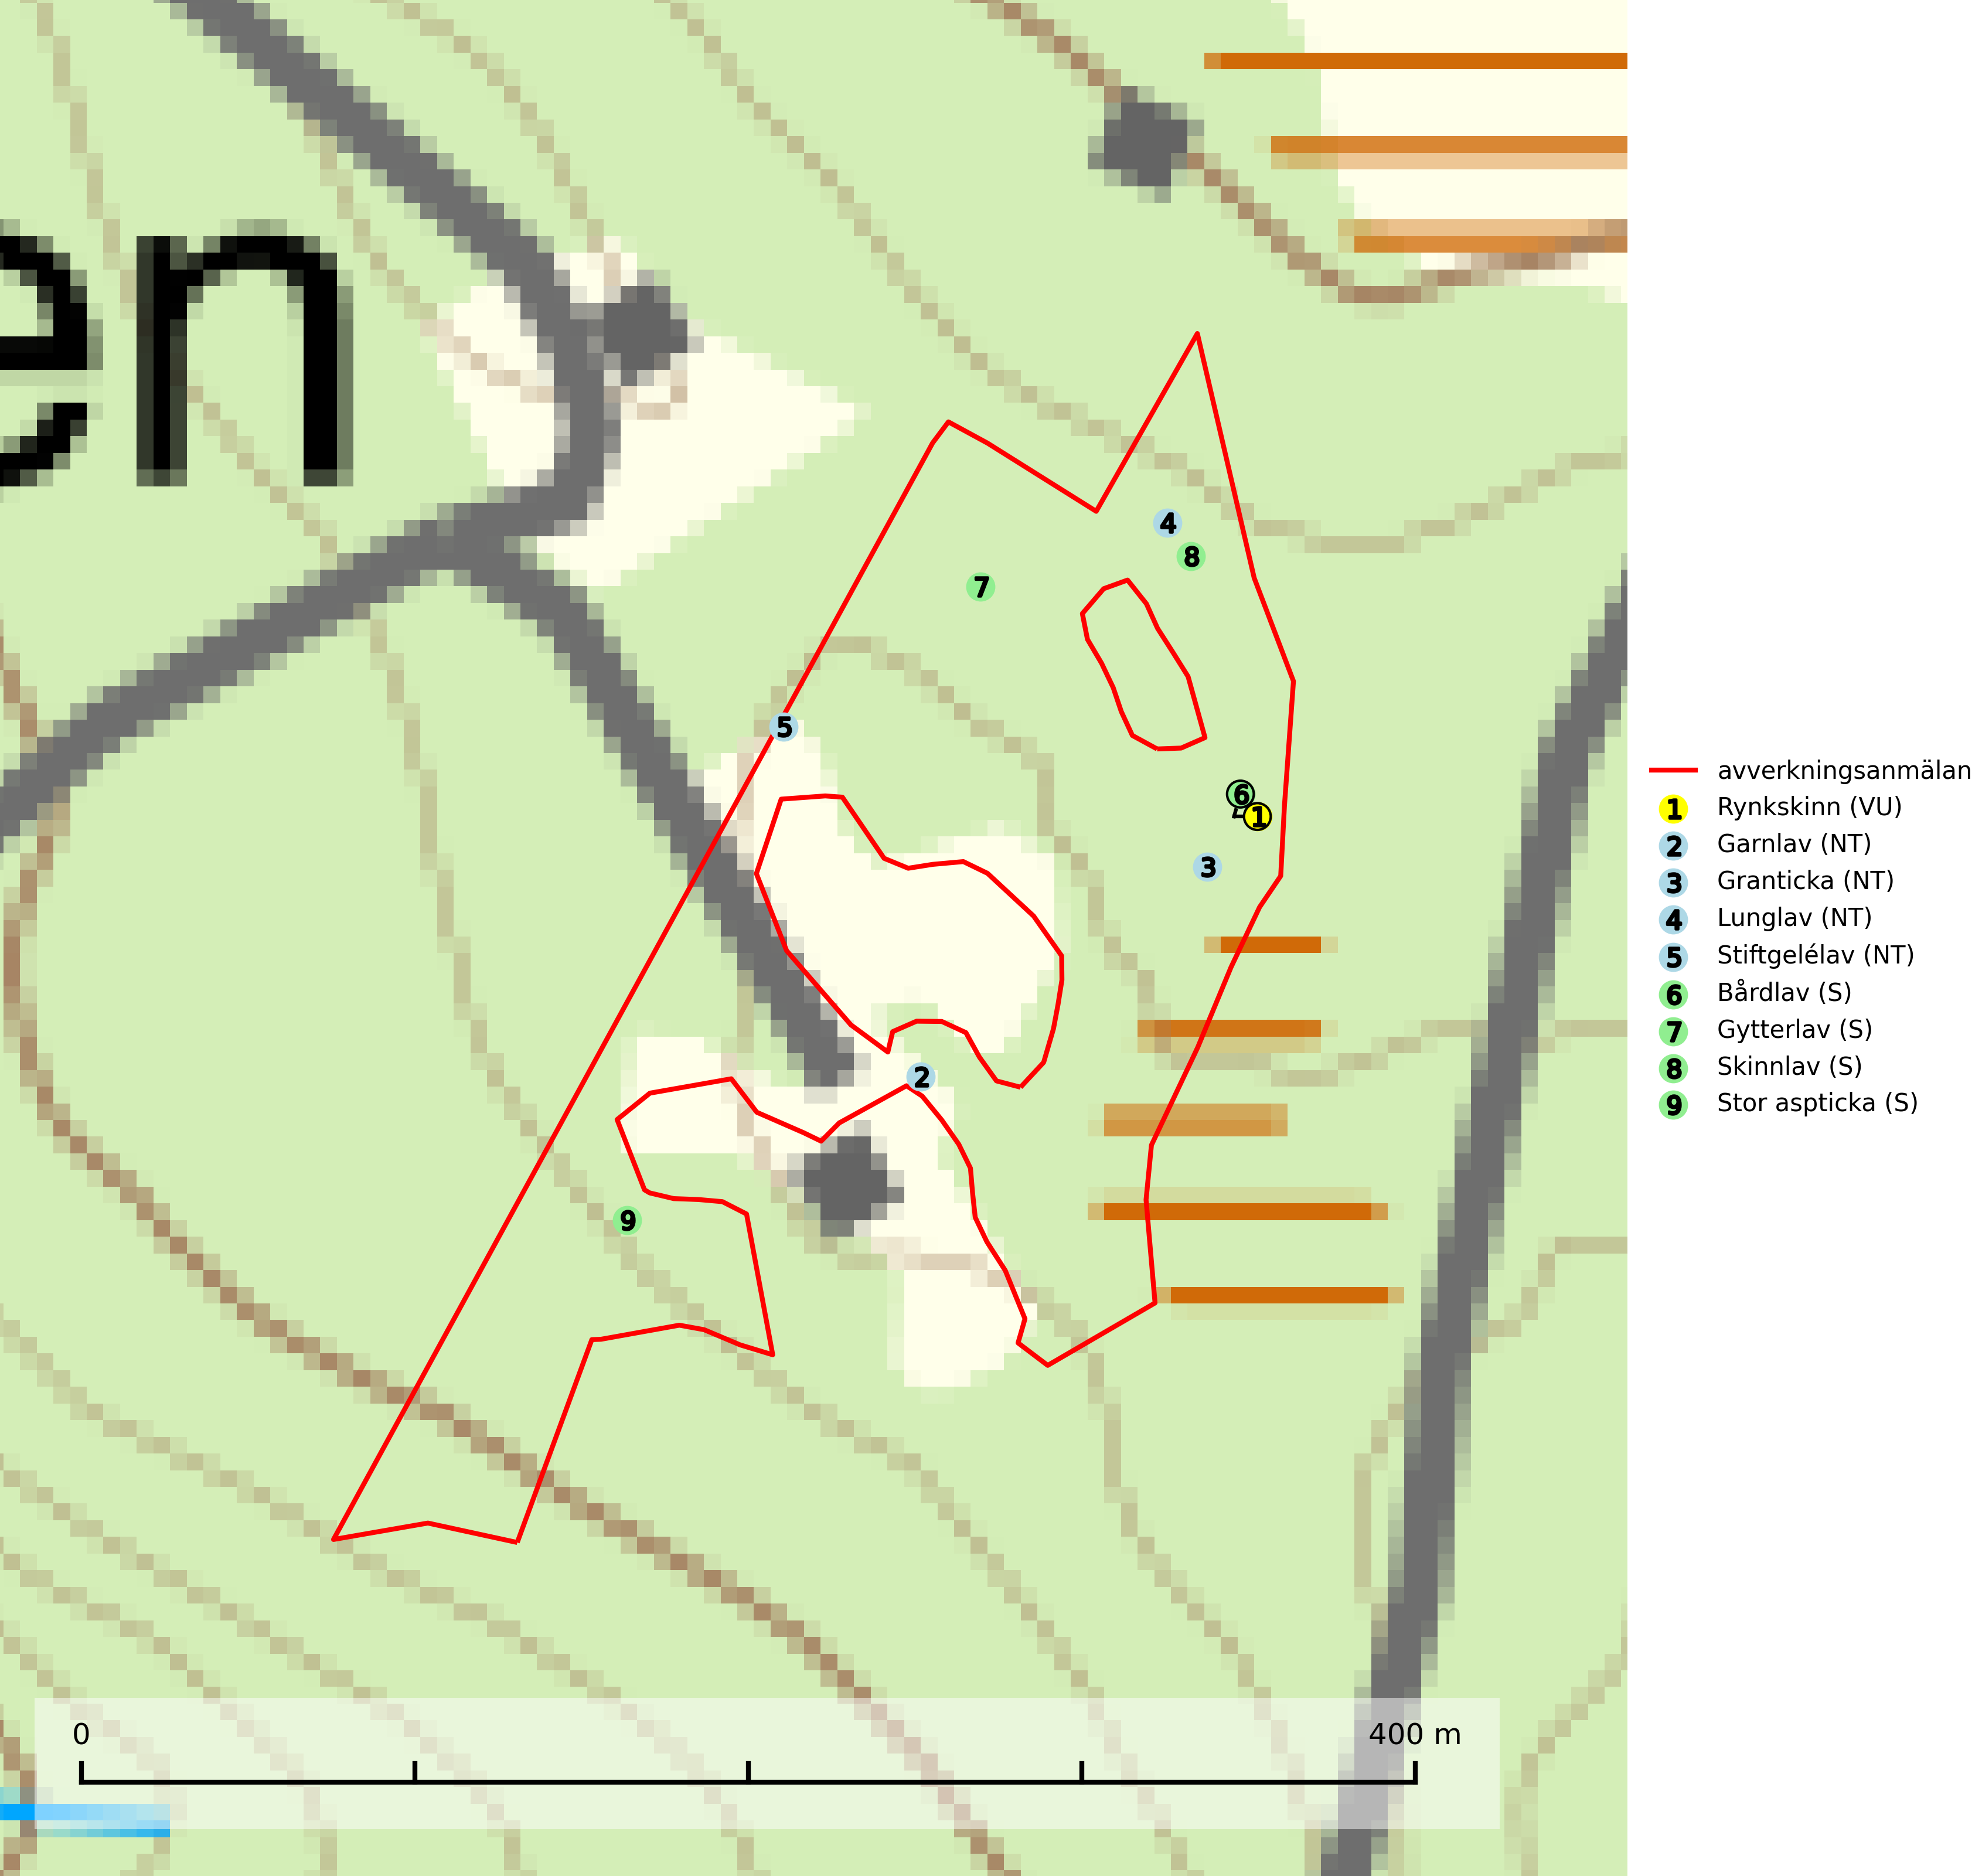 en
4
8
7
5
6
1
3
2
9
avverkningsanmälan
1 Rynkskinn (VU)
2 Garnlav (NT)
3 Granticka (NT)
4 Lunglav (NT)
5 Stiftgelélav (NT)
6 Bårdlav (S)
7 Gytterlav (S)
8 Skinnlav (S)
9 Stor aspticka (S)
0 400 m